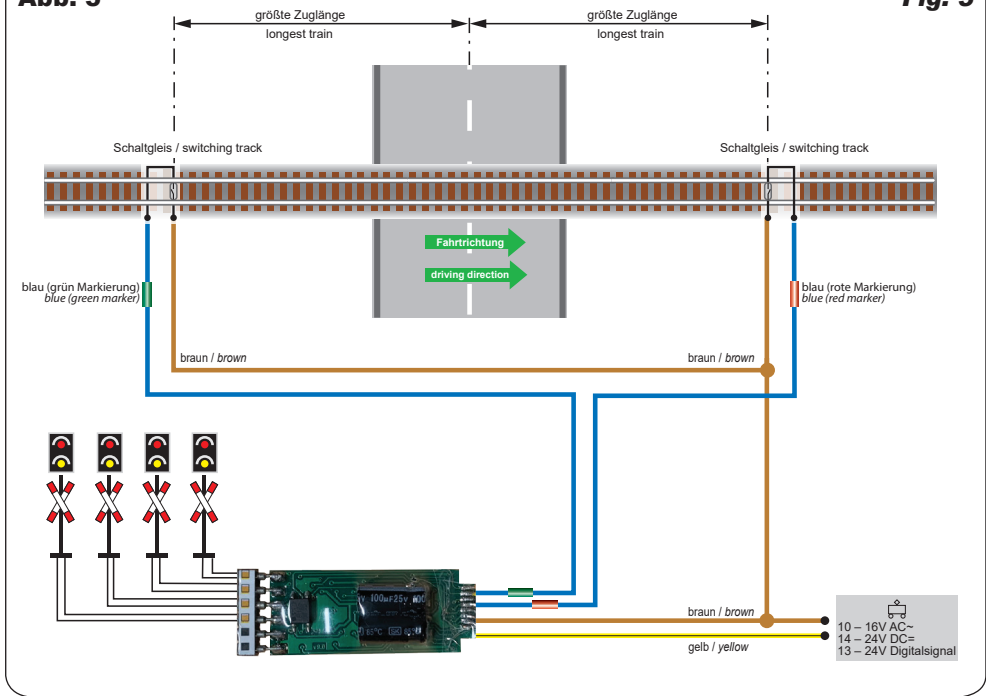 Abb. 5
Fig. 5
größte Zuglänge
longest train
größte Zuglänge
longest train
Schaltgleis / switching track
Schaltgleis / switching track
Fahrtrichtung
driving direction
blau (grün Markierung)
blue (green marker)
blau (rote Markierung)
blue (red marker)
braun / brown
braun / brown
100µF25V
braun / brown
gelb / yellow
10 – 16V AC~
14 – 24V DC=
13 – 24V Digitalsignal